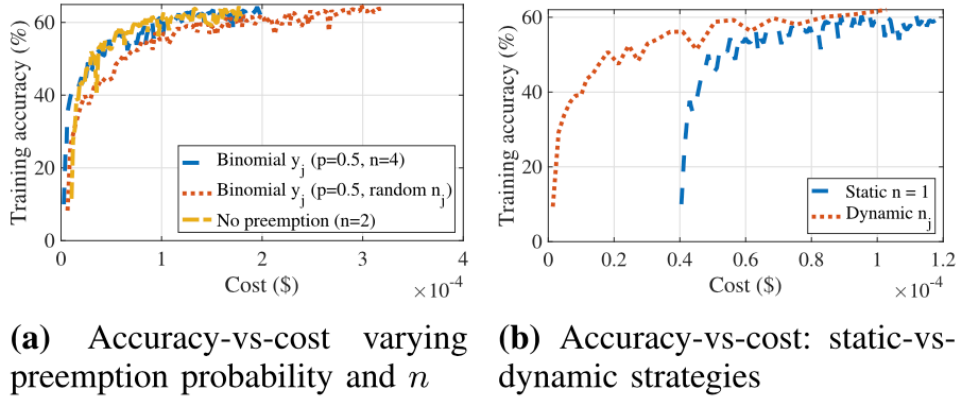 60
40
20
0
Training accuracy (%)
Binomial y_j (p=0.5, n=4)
Binomial y_j (p=0.5, random n_j)
No preemption (n=2)
0 1 2 3 4
Cost ($) ×10^-4
60
40
20
0
Training accuracy (%)
Static n = 1
Dynamic n_j
0 0.2 0.4 0.6 0.8 1 1.2
Cost ($) ×10^-4
(a) Accuracy-vs-cost varying
preemption probability and n
(b) Accuracy-vs-cost: static-vs-
dynamic strategies